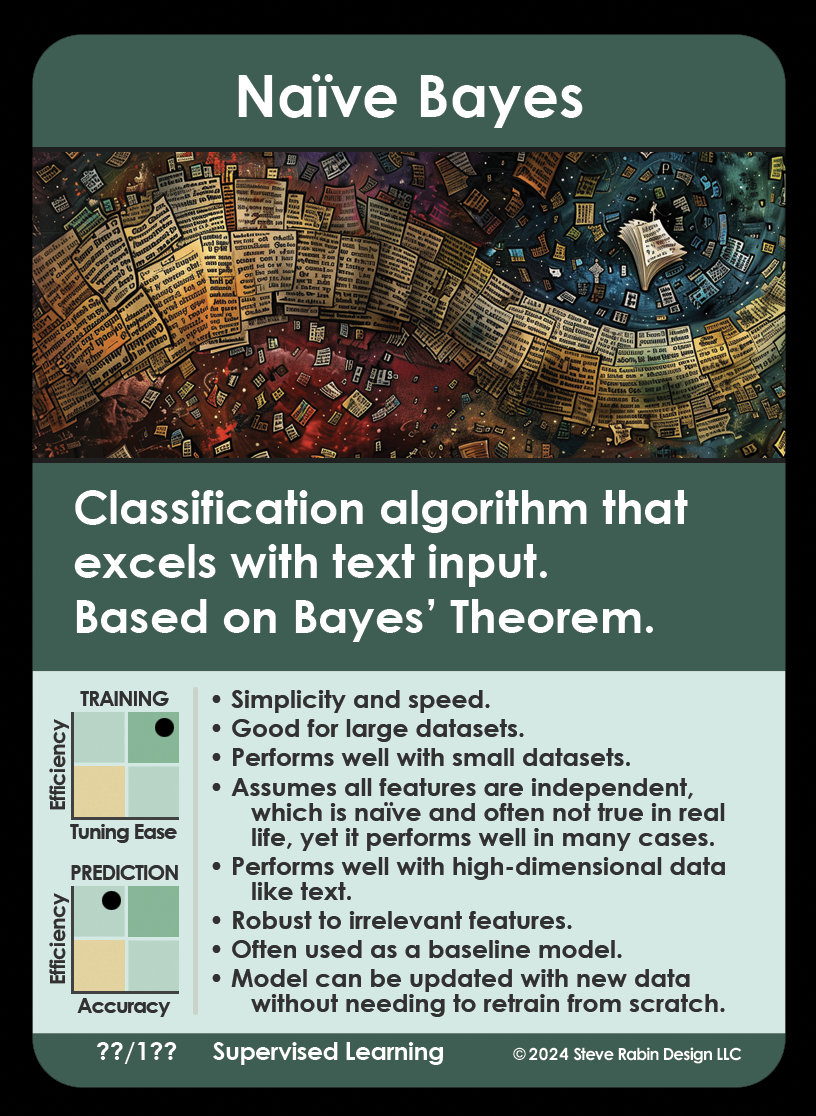 Naïve Bayes
Classification algorithm that
excels with text input.
Based on Bayes’ Theorem.
TRAINING
Efficiency
Tuning Ease
PREDICTION
Efficiency
Accuracy
• Simplicity and speed.
• Good for large datasets.
• Performs well with small datasets.
• Assumes all features are independent,
which is naïve and often not true in real
life, yet it performs well in many cases.
• Performs well with high-dimensional data
like text.
• Robust to irrelevant features.
• Often used as a baseline model.
• Model can be updated with new data
without needing to retrain from scratch.
??/1?? Supervised Learning © 2024 Steve Rabin Design LLC